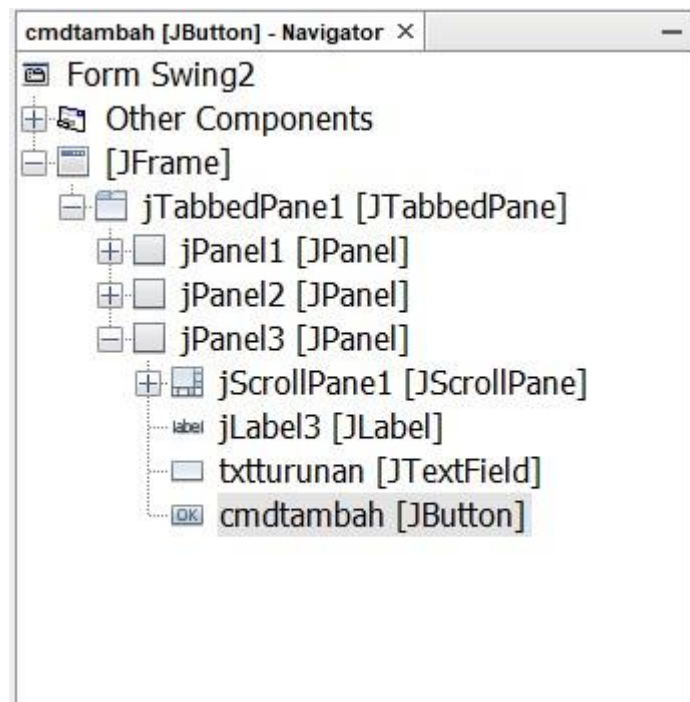 cmdtambah [JButton] - Navigator ×
Form Swing2
Other Components
[JFrame]
jTabbedPane1 [JTabbedPane]
jPanel1 [JPanel]
jPanel2 [JPanel]
jPanel3 [JPanel]
jScrollPane1 [JScrollPane]
label jLabel3 [JLabel]
txtturunan [JTextField]
OK cmdtambah [JButton]